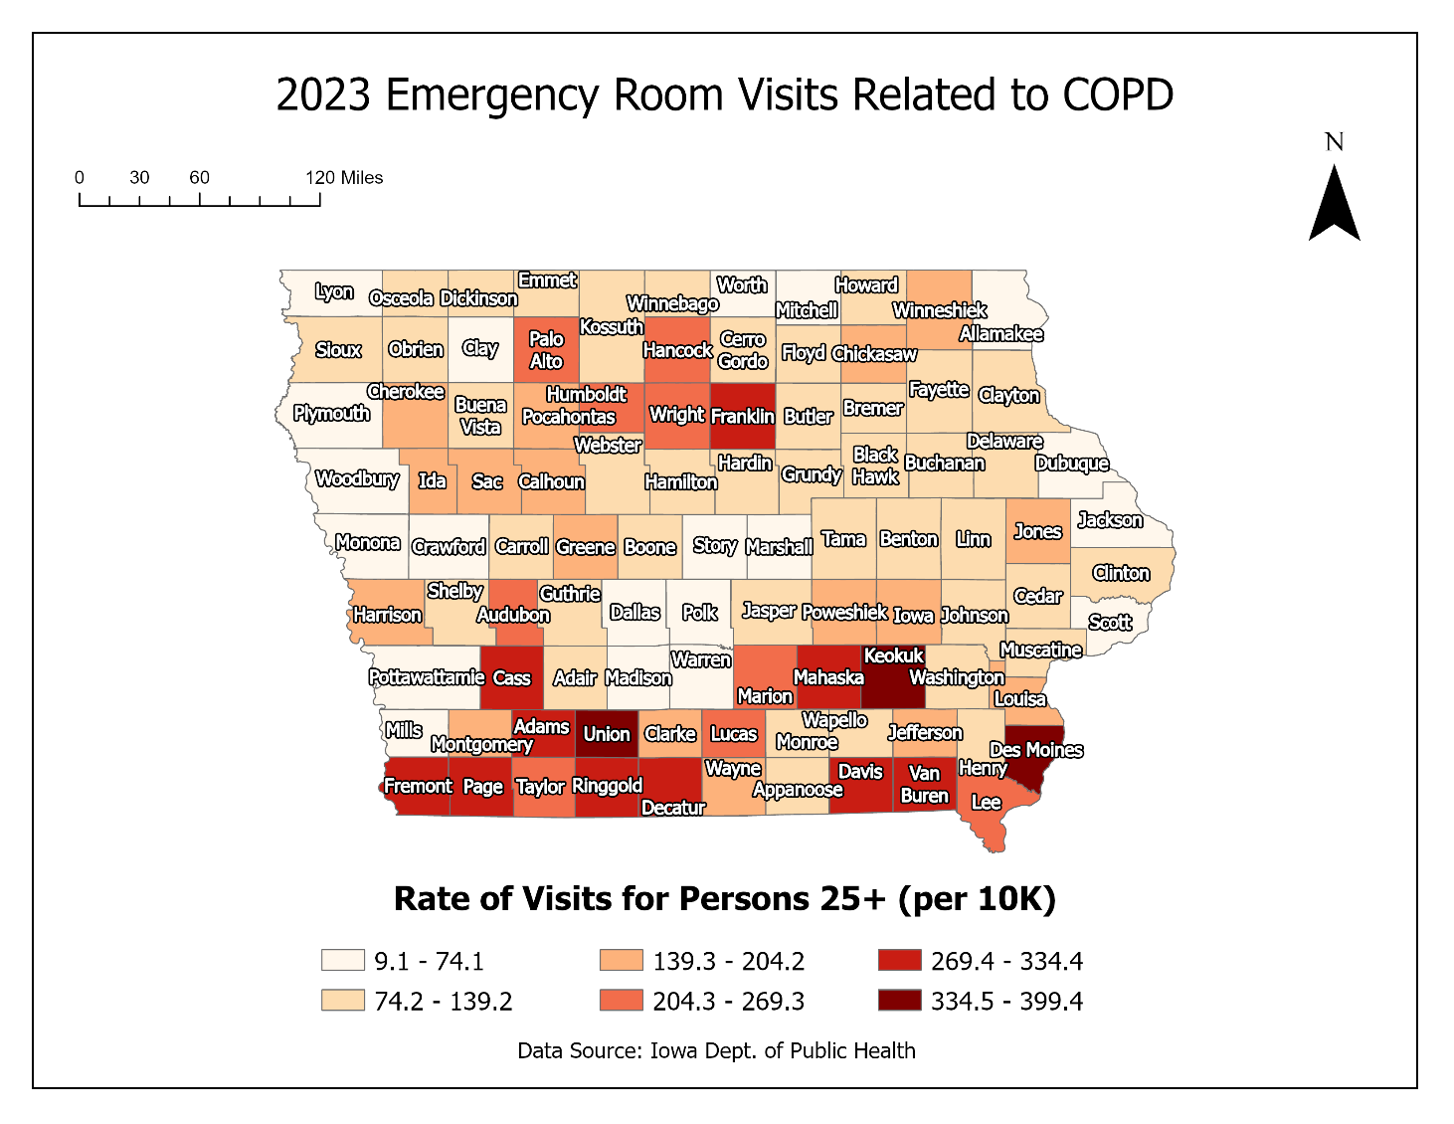 2023 Emergency Room Visits Related to COPD
N
0 30 60 120 Miles
Lyon
Osceola
Dickinson
Emmet
Kossuth
Winnebago
Worth
Mitchell
Howard
Winneshiek
Allamakee
Sioux
Obrien
Clay
Palo
Alto
Hancock
Cerro
Gordo
Floyd
Chickasaw
Fayette
Clayton
Plymouth
Cherokee
Buena
Vista
Pocahontas
Humboldt
Wright
Franklin
Butler
Bremer
Woodbury
Ida
Sac
Calhoun
Webster
Hamilton
Hardin
Grundy
Black
Hawk
Buchanan
Delaware
Dubuque
Monona
Crawford
Carroll
Greene
Boone
Story
Marshall
Tama
Benton
Linn
Jones
Jackson
Clinton
Harrison
Shelby
Audubon
Guthrie
Dallas
Polk
Jasper
Poweshiek
Iowa
Johnson
Cedar
Scott
Muscatine
Pottawattamie
Cass
Adair
Madison
Warren
Marion
Mahaska
Keokuk
Washington
Louisa
Mills
Montgomery
Adams
Union
Clarke
Lucas
Monroe
Wapello
Jefferson
Henry
Des Moines
Fremont
Page
Taylor
Ringgold
Decatur
Wayne
Appanoose
Davis
Van
Buren
Lee
Rate of Visits for Persons 25+ (per 10K)
9.1 - 74.1
139.3 - 204.2
269.4 - 334.4
74.2 - 139.2
204.3 - 269.3
334.5 - 399.4
Data Source: Iowa Dept. of Public Health